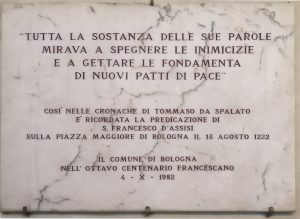 "TUTTA LA SOSTANZA DELLE SUE PAROLE
MIRAVA A SPEGNERE LE INIMICIZIE
E A GETTARE LE FONDAMENTA
DI NUOVI PATTI DI PACE"
COSÌ NELLE CRONACHE DI TOMMASO DA SPALATO
È RICORDATA LA PREDICAZIONE DI
S. FRANCESCO D'ASSISI
SULLA PIAZZA MAGGIORE DI BOLOGNA IL 15 AGOSTO 1222
IL COMUNE DI BOLOGNA
NELL'OTTAVO CENTENARIO FRANCESCANO
4 - X - 1982